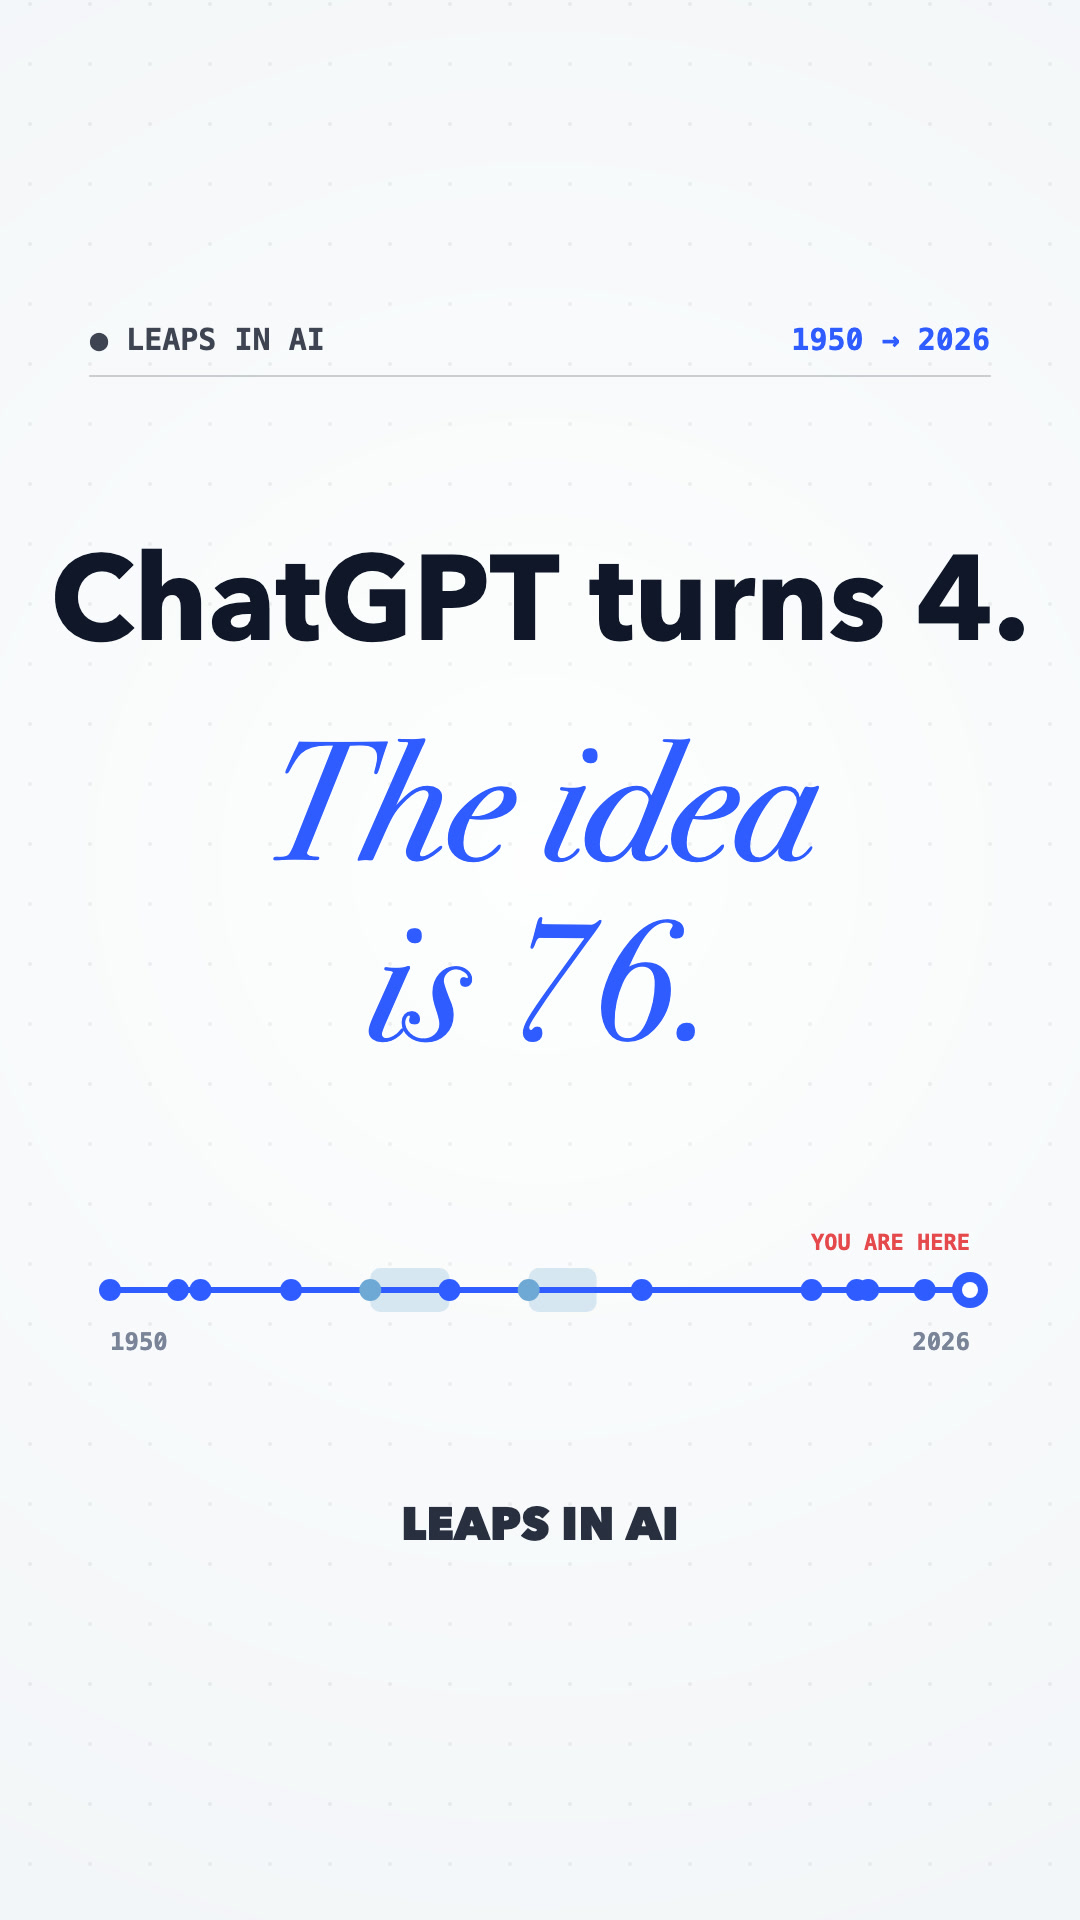 ● LEAPS IN AI
1950 → 2026
ChatGPT turns 4.
The idea
is 76.
YOU ARE HERE
1950
2026
LEAPS IN AI